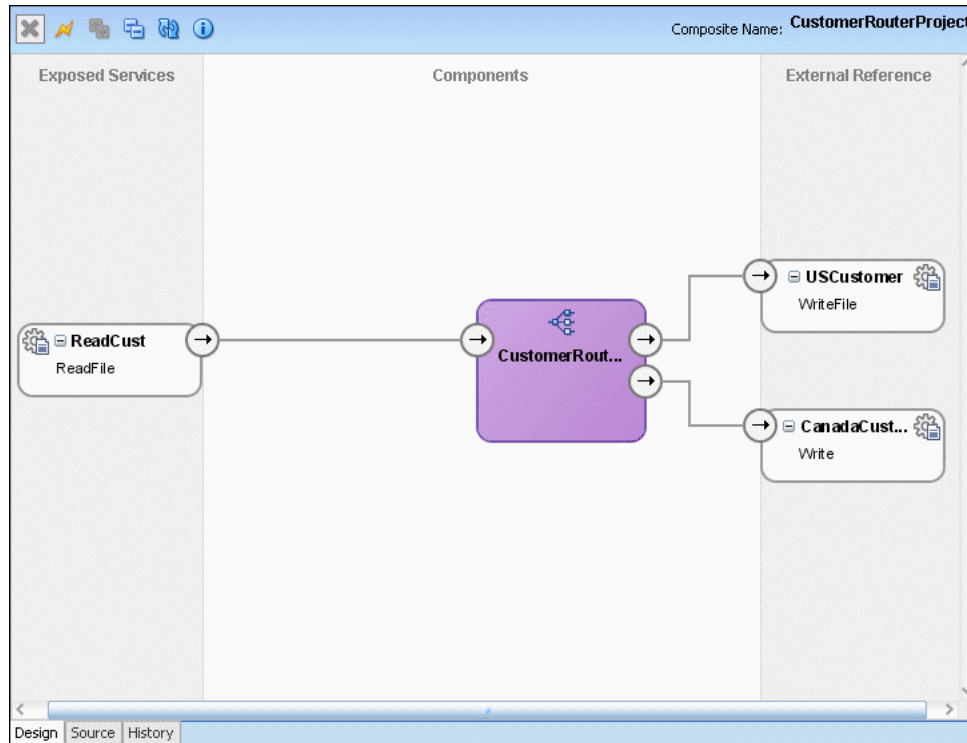 Composite Name: CustomerRouterProject
Exposed Services
Components
External Reference
USCustomer
WriteFile
ReadCust
ReadFile
CustomerRout...
CanadaCust...
Write
Design Source History